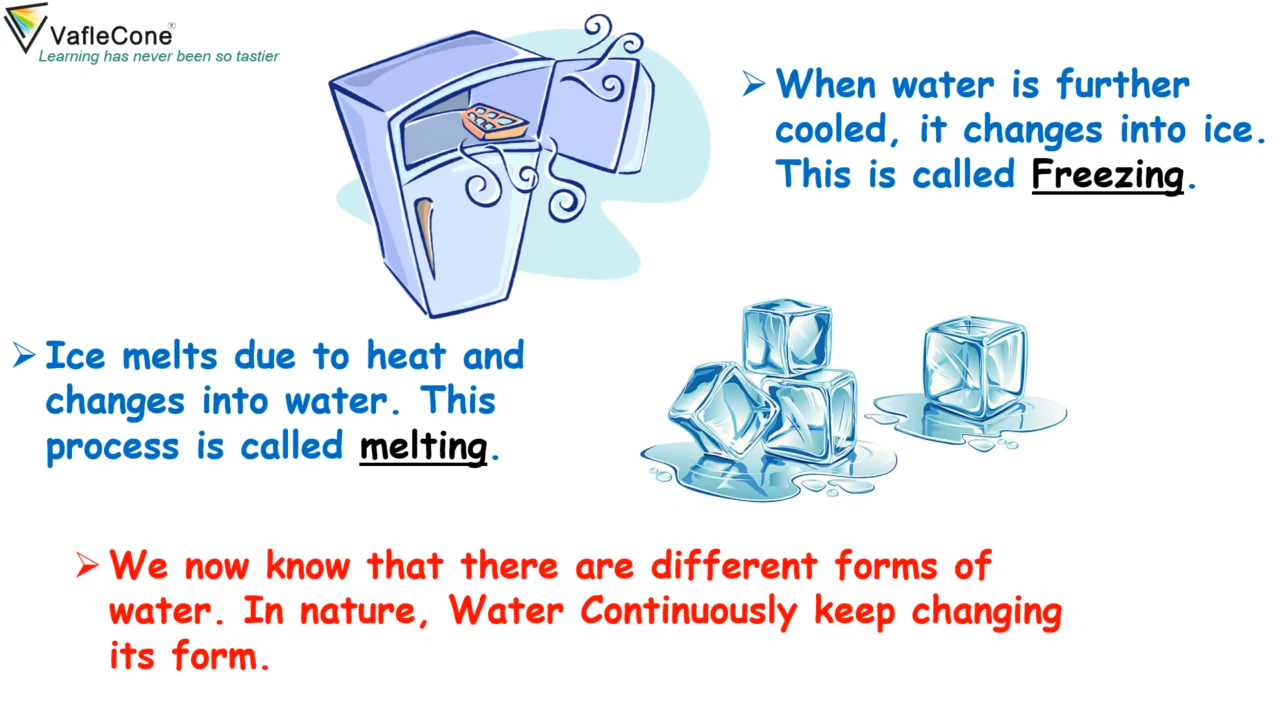 VafleCone®
Learning has never been so tastier
➢ When water is further
cooled, it changes into ice.
This is called Freezing.
➢ Ice melts due to heat and
changes into water. This
process is called melting.
➢ We now know that there are different forms of
water. In nature, Water Continuously keep changing
its form.